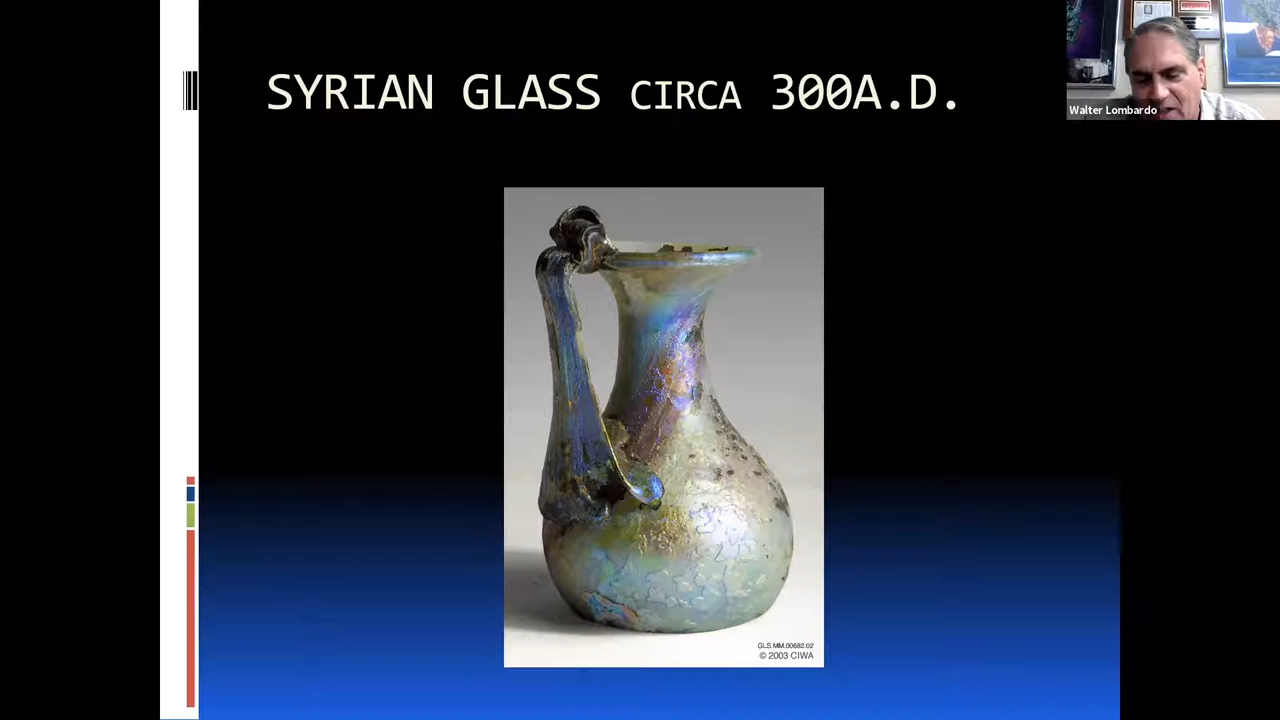 SYRIAN GLASS CIRCA 300A.D.
Walter Lombardo
GLS.MM.00682.02
© 2003 CIWA